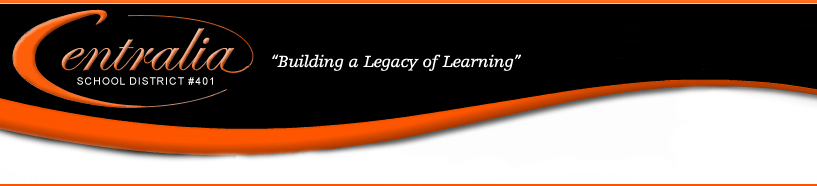 Centralia
SCHOOL DISTRICT #401
“Building a Legacy of Learning”